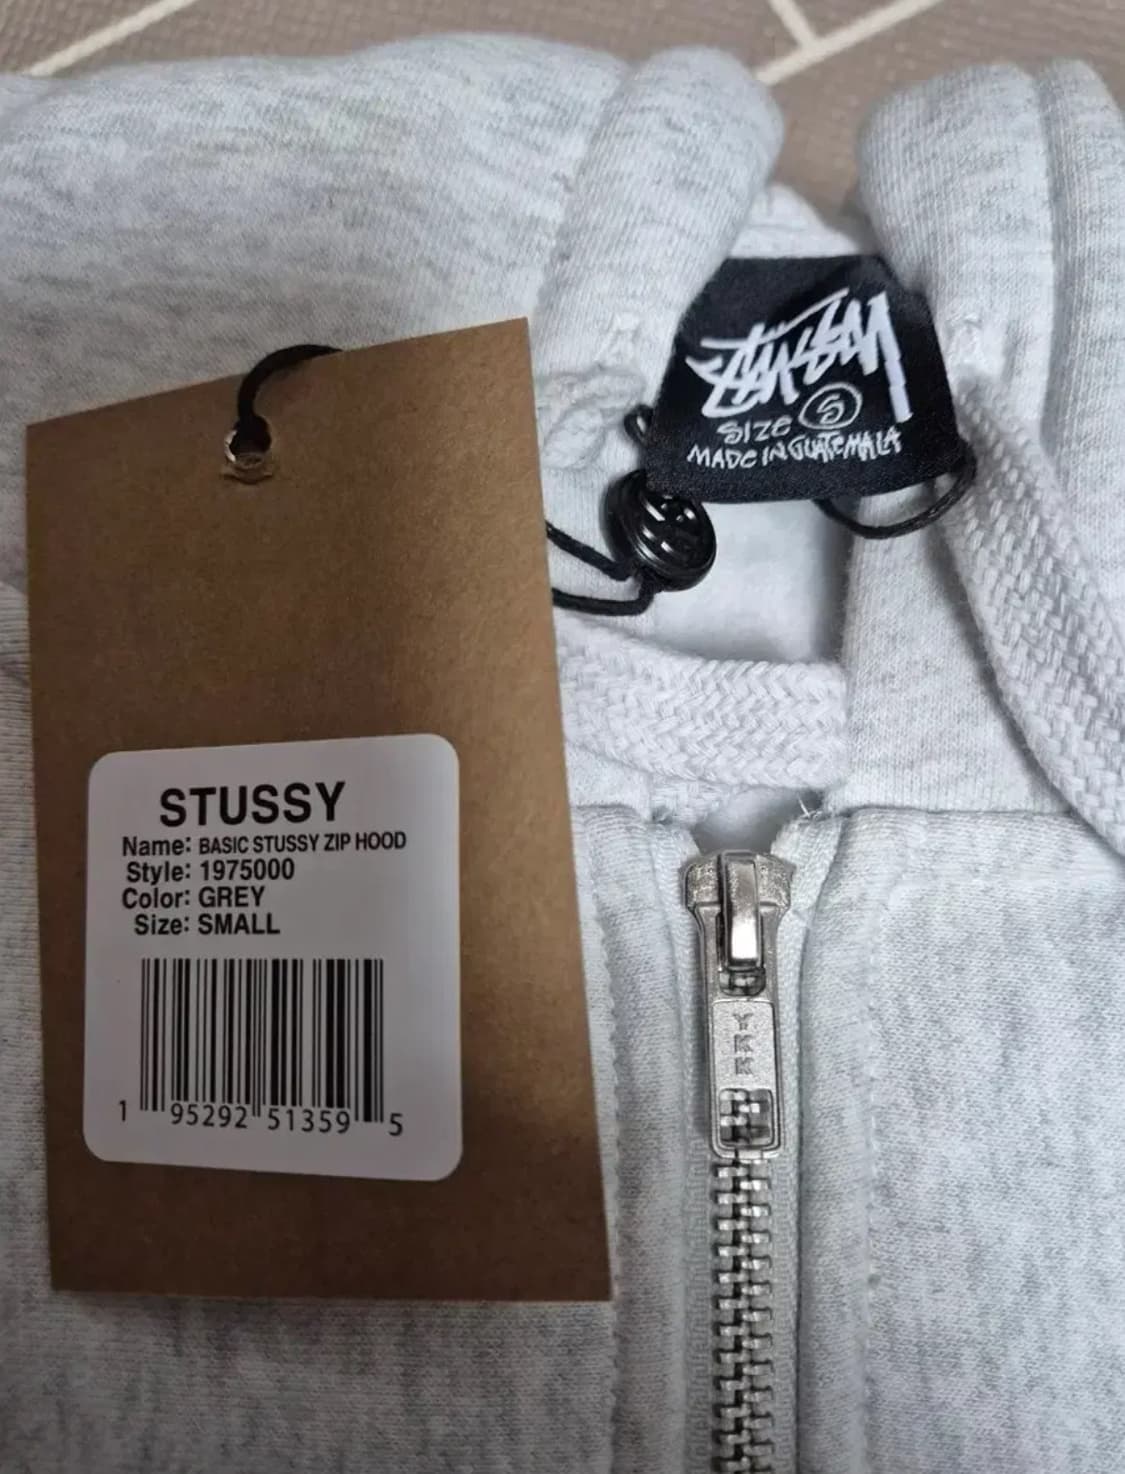 STUSSY
SIZE S
MADE IN GUATEMALA
STUSSY
Name: BASIC STUSSY ZIP HOOD
Style: 1975000
Color: GREY
Size: SMALL
1 95292 51359 5
YKK